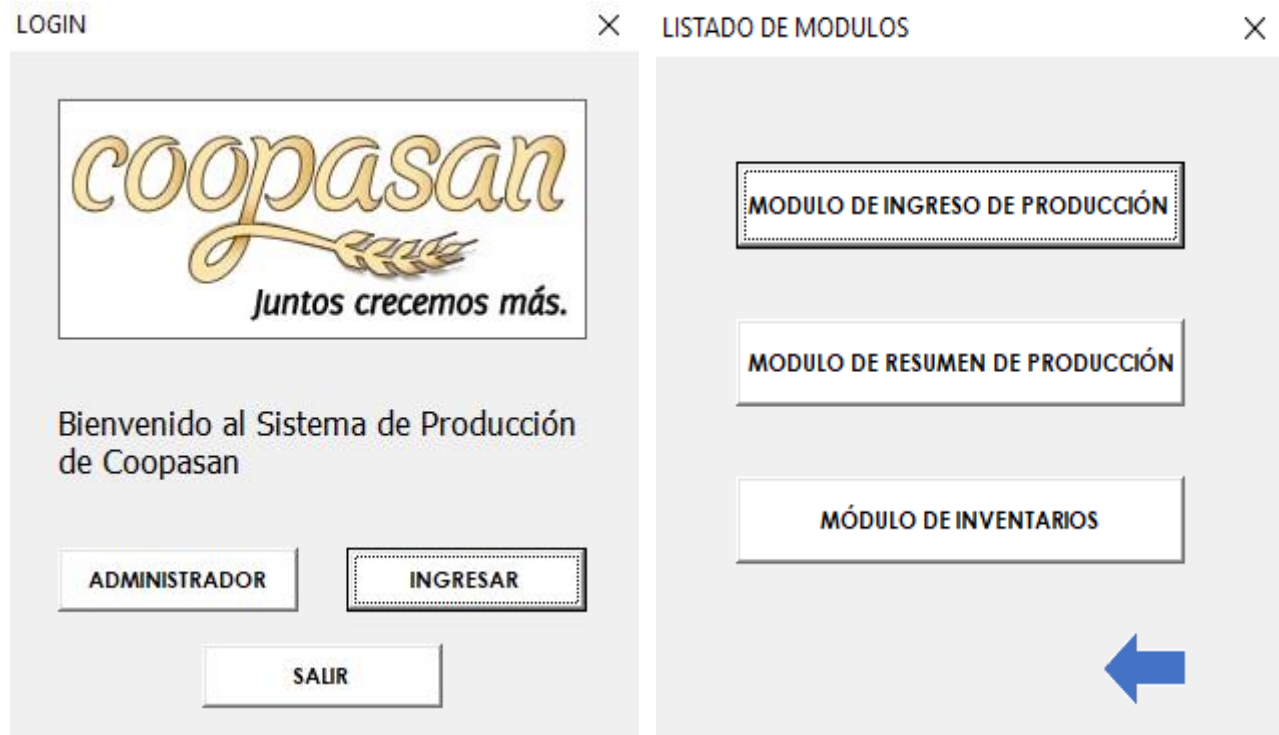 LOGIN
coopasan
Juntos crecemos más.
Bienvenido al Sistema de Producción
de Coopasan
ADMINISTRADOR
INGRESAR
SALIR
LISTADO DE MODULOS
MODULO DE INGRESO DE PRODUCCIÓN
MODULO DE RESUMEN DE PRODUCCIÓN
MÓDULO DE INVENTARIOS